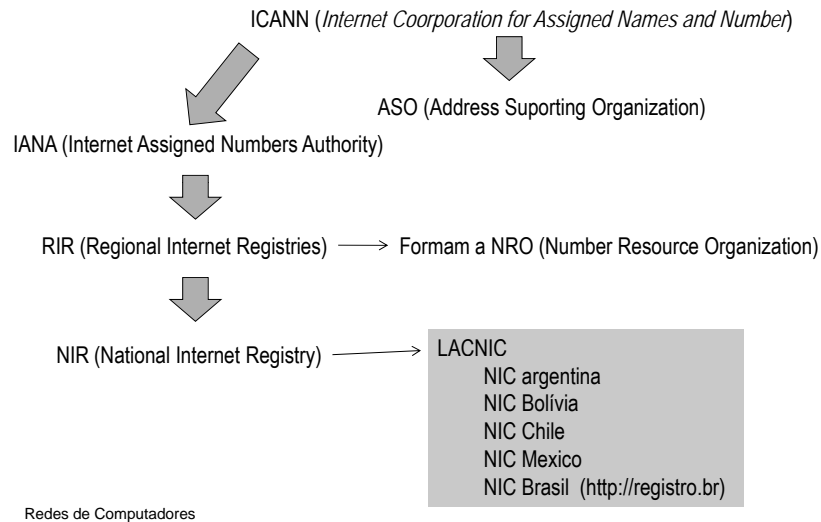 ICANN (Internet Coorporation for Assigned Names and Number)
ASO (Address Suporting Organization)
IANA (Internet Assigned Numbers Authority)
RIR (Regional Internet Registries)
Formam a NRO (Number Resource Organization)
NIR (National Internet Registry)
LACNIC
NIC argentina
NIC Bolívia
NIC Chile
NIC Mexico
NIC Brasil (http://registro.br)
Redes de Computadores